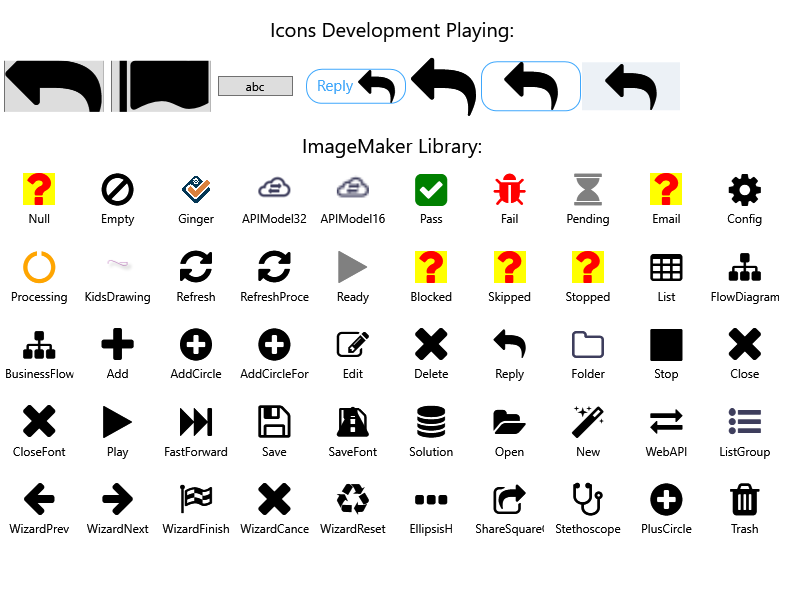 Icons Development Playing:
abc
Reply
ImageMaker Library:
Null Empty Ginger APIModel32 APIModel16 Pass Fail Pending Email Config
Processing KidsDrawing Refresh RefreshProce Ready Blocked Skipped Stopped List FlowDiagram
BusinessFlow Add AddCircle AddCircleFor Edit Delete Reply Folder Stop Close
CloseFont Play FastForward Save SaveFont Solution Open New WebAPI ListGroup
WizardPrev WizardNext WizardFinish WizardCance WizardReset EllipsisH ShareSquareO Stethoscope PlusCircle Trash